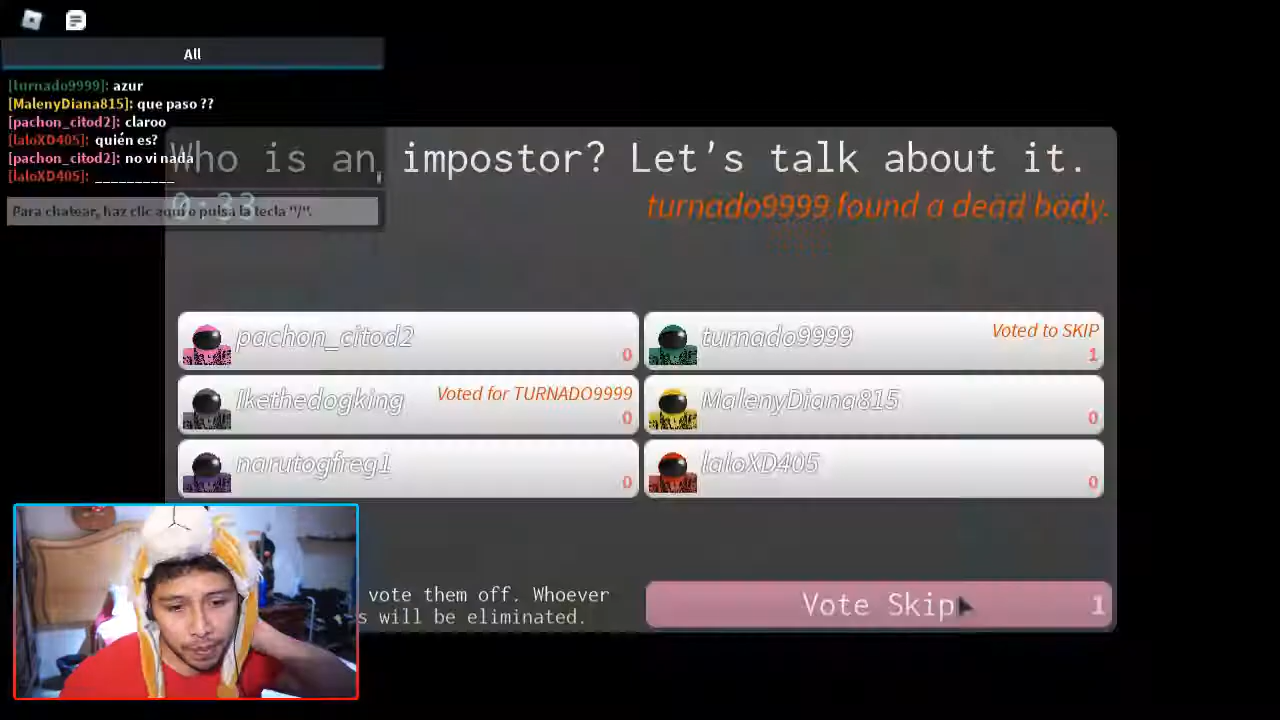 All
[turnado9999]: azur
[MalenyDiana815]: que paso ??
[pachon_citod2]: claroo
[laloXD405]: quién es?
[pachon_citod2]: no vi nada
[laloXD405]: __________
Para chatear, haz clic aquí o pulsa la tecla "/".
Who is an impostor? Let's talk about it.
0:33
turnado9999 found a dead body.
pachon_citod2
0
turnado9999
Voted to SKIP
1
Ikethedogking
Voted for TURNADO9999
0
MalenyDiana815
0
narutogfreg1
0
laloXD405
0
vote them off. Whoever
s will be eliminated.
Vote Skip
1